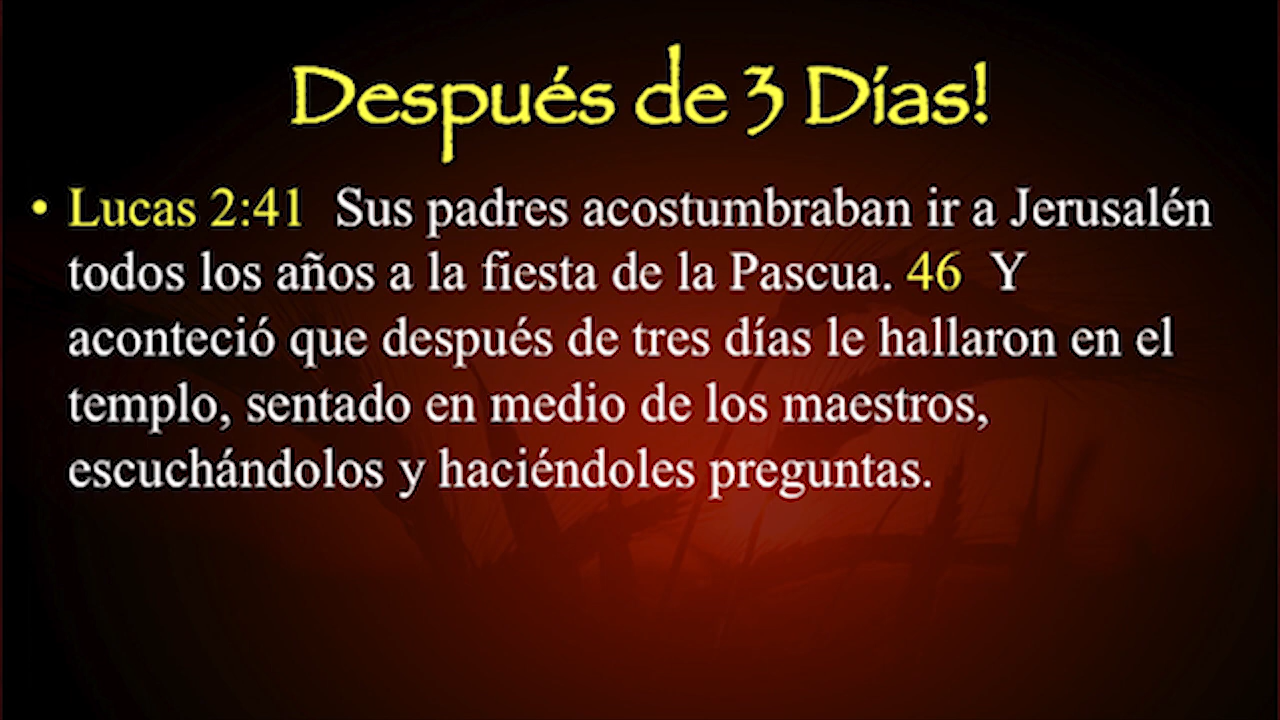 Después de 3 Días!
• Lucas 2:41 Sus padres acostumbraban ir a Jerusalén
todos los años a la fiesta de la Pascua. 46 Y
aconteció que después de tres días le hallaron en el
templo, sentado en medio de los maestros,
escuchándolos y haciéndoles preguntas.